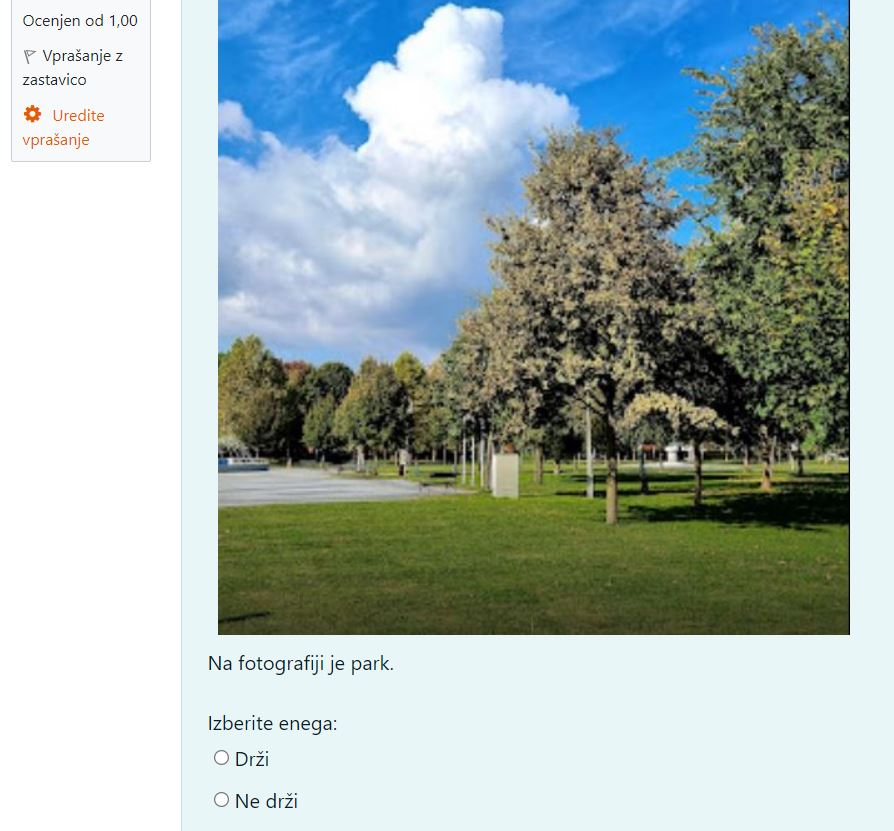 Ocenjen od 1,00
Vprašanje z
zastavico
Uredite
vprašanje
Na fotografiji je park.
Izberite enega:
Drži
Ne drži